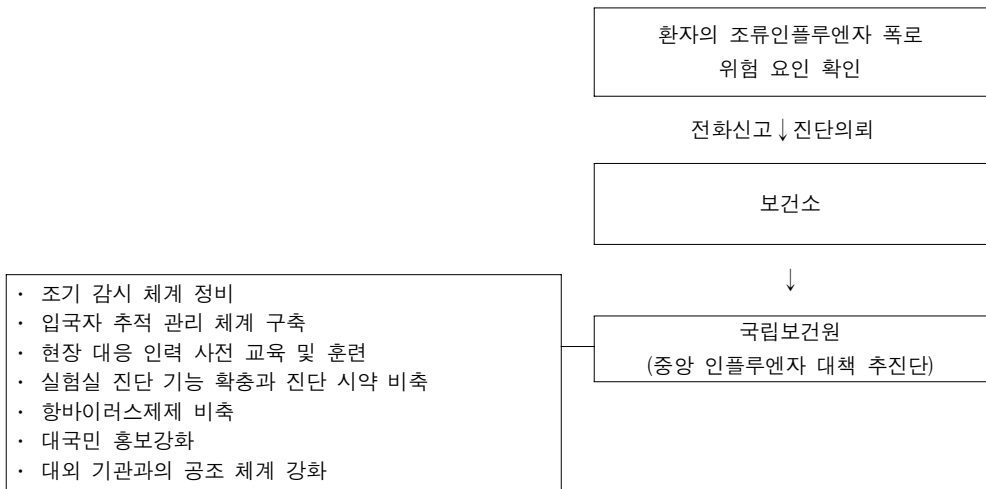 환자의 조류인플루엔자 폭로
위험 요인 확인
전화신고↓진단의뢰
보건소
↓
· 조기 감시 체계 정비
· 입국자 추적 관리 체계 구축
· 현장 대응 인력 사전 교육 및 훈련
· 실험실 진단 기능 확충과 진단 시약 비축
· 항바이러스제제 비축
· 대국민 홍보강화
· 대외 기관과의 공조 체계 강화
국립보건원
(중앙 인플루엔자 대책 추진단)